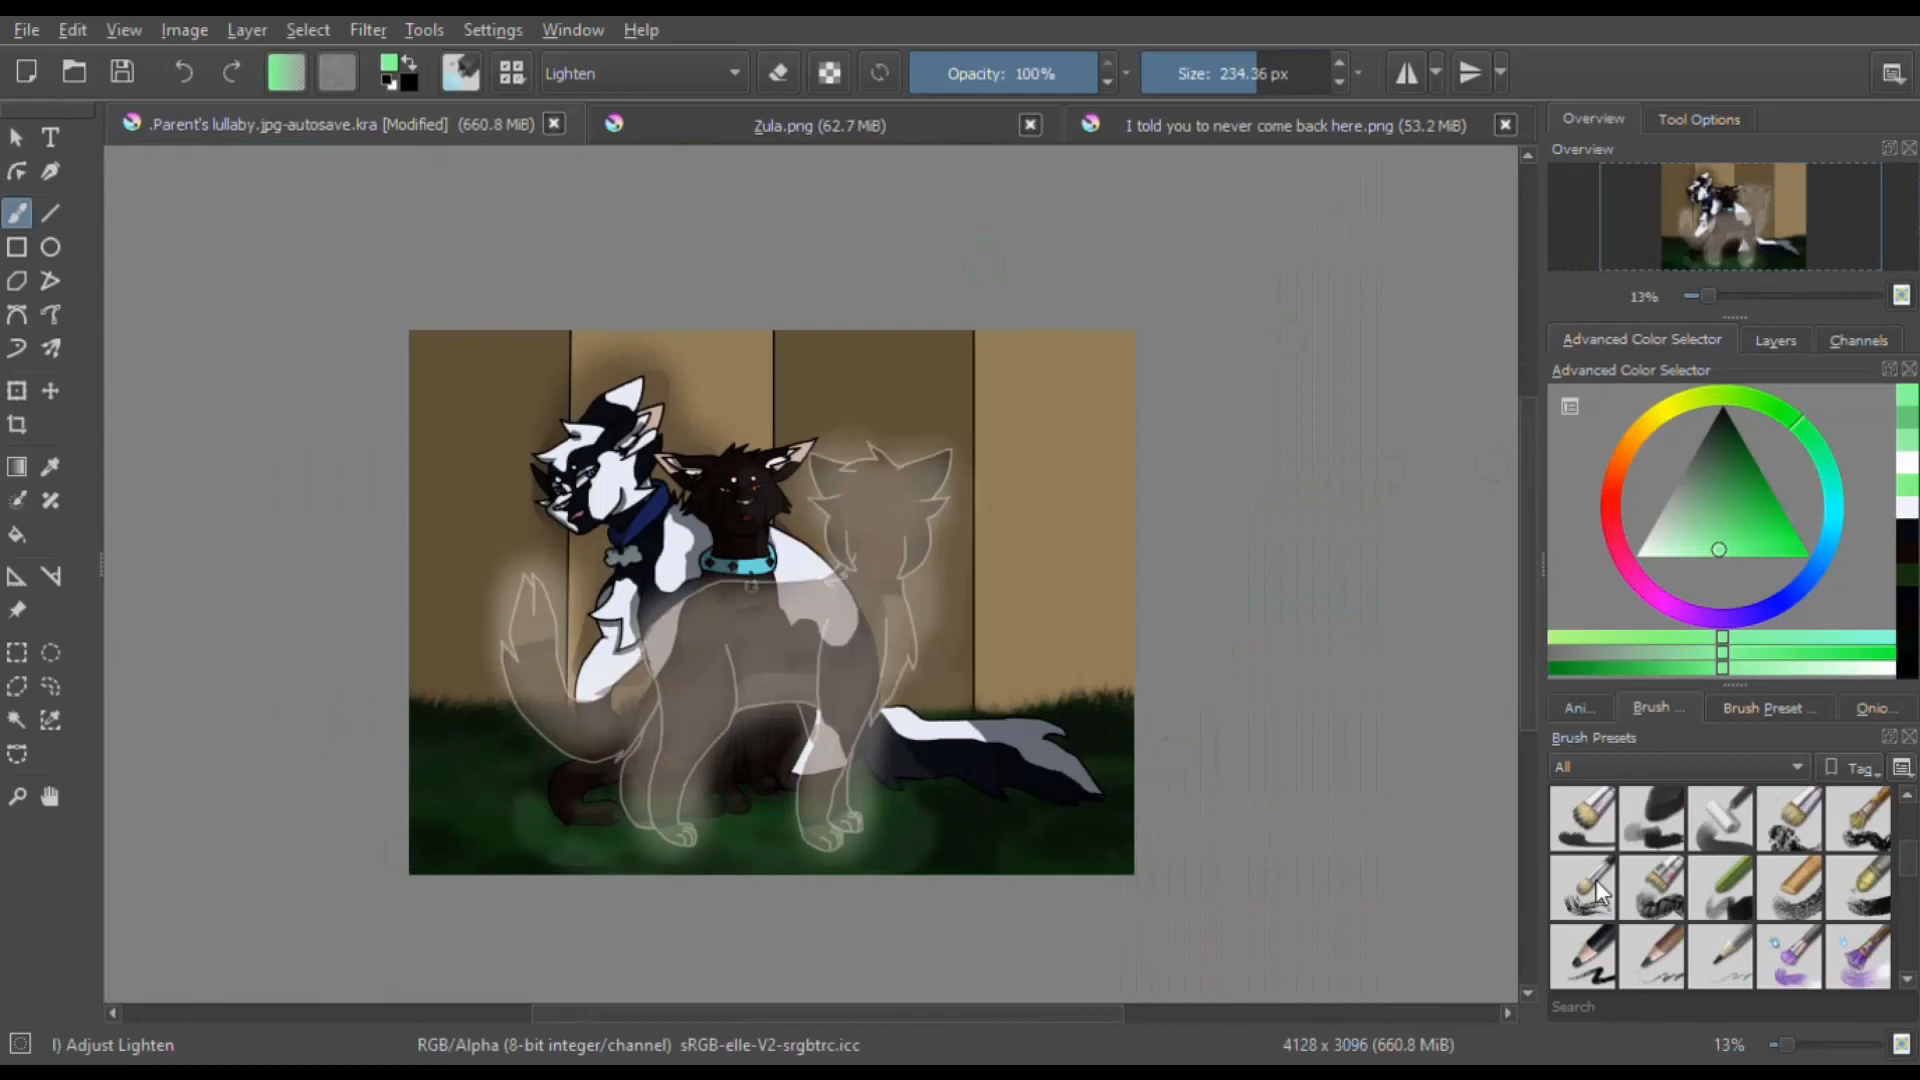 File Edit View Image Layer Select Filter Tools Settings Window Help
Lighten Opacity: 100% Size: 234.36 px
.Parent's lullaby.jpg-autosave.kra [Modified] (660.8 MiB) Zula.png (62.7 MiB) I told you to never come back here.png (53.2 MiB)
Overview Tool Options
Overview
13%
Advanced Color Selector Layers Channels
Advanced Color Selector
Ani... Brush ... Brush Preset ... Onio...
Brush Presets
All Tag
Search
I) Adjust Lighten RGB/Alpha (8-bit integer/channel) sRGB-elle-V2-srgbtrc.icc 4128 x 3096 (660.8 MiB) 13%